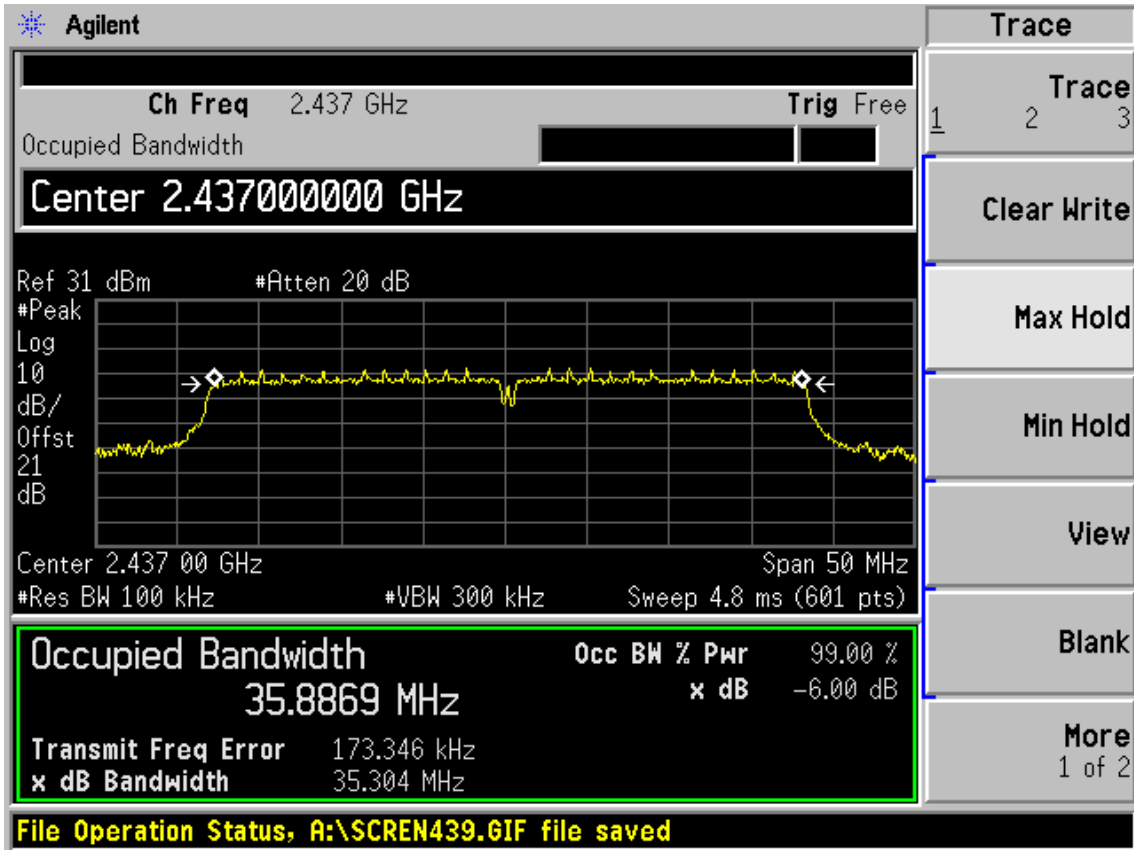 Agilent
Trace
Ch Freq 2.437 GHz
Trig Free
Occupied Bandwidth
Center 2.437000000 GHz
Ref 31 dBm
#Atten 20 dB
#Peak
Log
10
dB/
Offst
21
dB
Center 2.437 00 GHz
Span 50 MHz
#Res BW 100 kHz
#VBW 300 kHz
Sweep 4.8 ms (601 pts)
Occupied Bandwidth
35.8869 MHz
Occ BW % Pwr 99.00 %
x dB -6.00 dB
Transmit Freq Error 173.346 kHz
x dB Bandwidth 35.304 MHz
File Operation Status, A:\SCREN439.GIF file saved
Trace
1 2 3
Clear Write
Max Hold
Min Hold
View
Blank
More
1 of 2